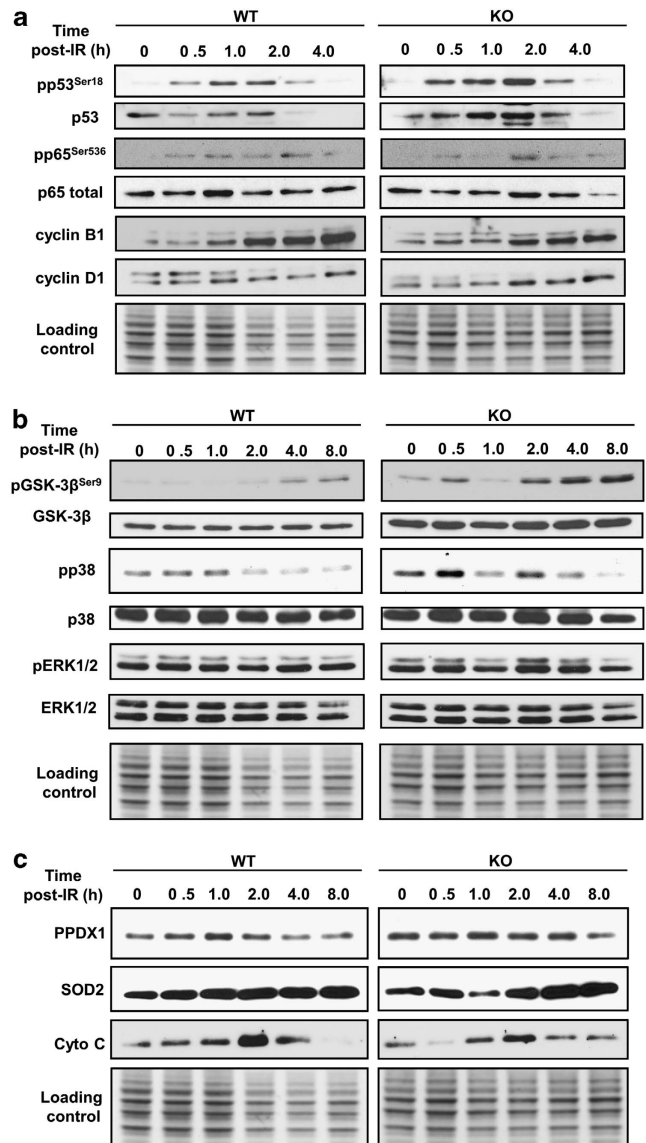 a
WT KO
Time
post-IR (h) 0 0 .5 1.0 2.0 4.0 0 0 .5 1.0 2.0 4.0
pp53Ser18
p53
pp65Ser536
p65 total
cyclin B1
cyclin D1
Loading
control
b
WT KO
Time
post-IR (h) 0 0 .5 1.0 2.0 4.0 8.0 0 0 .5 1.0 2.0 4.0 8.0
pGSK-3βSer9
GSK-3β
pp38
p38
pERK1/2
ERK1/2
Loading
control
c
WT KO
Time
post-IR (h) 0 0 .5 1.0 2.0 4.0 8.0 0 0 .5 1.0 2.0 4.0 8.0
PPDX1
SOD2
Cyto C
Loading
control